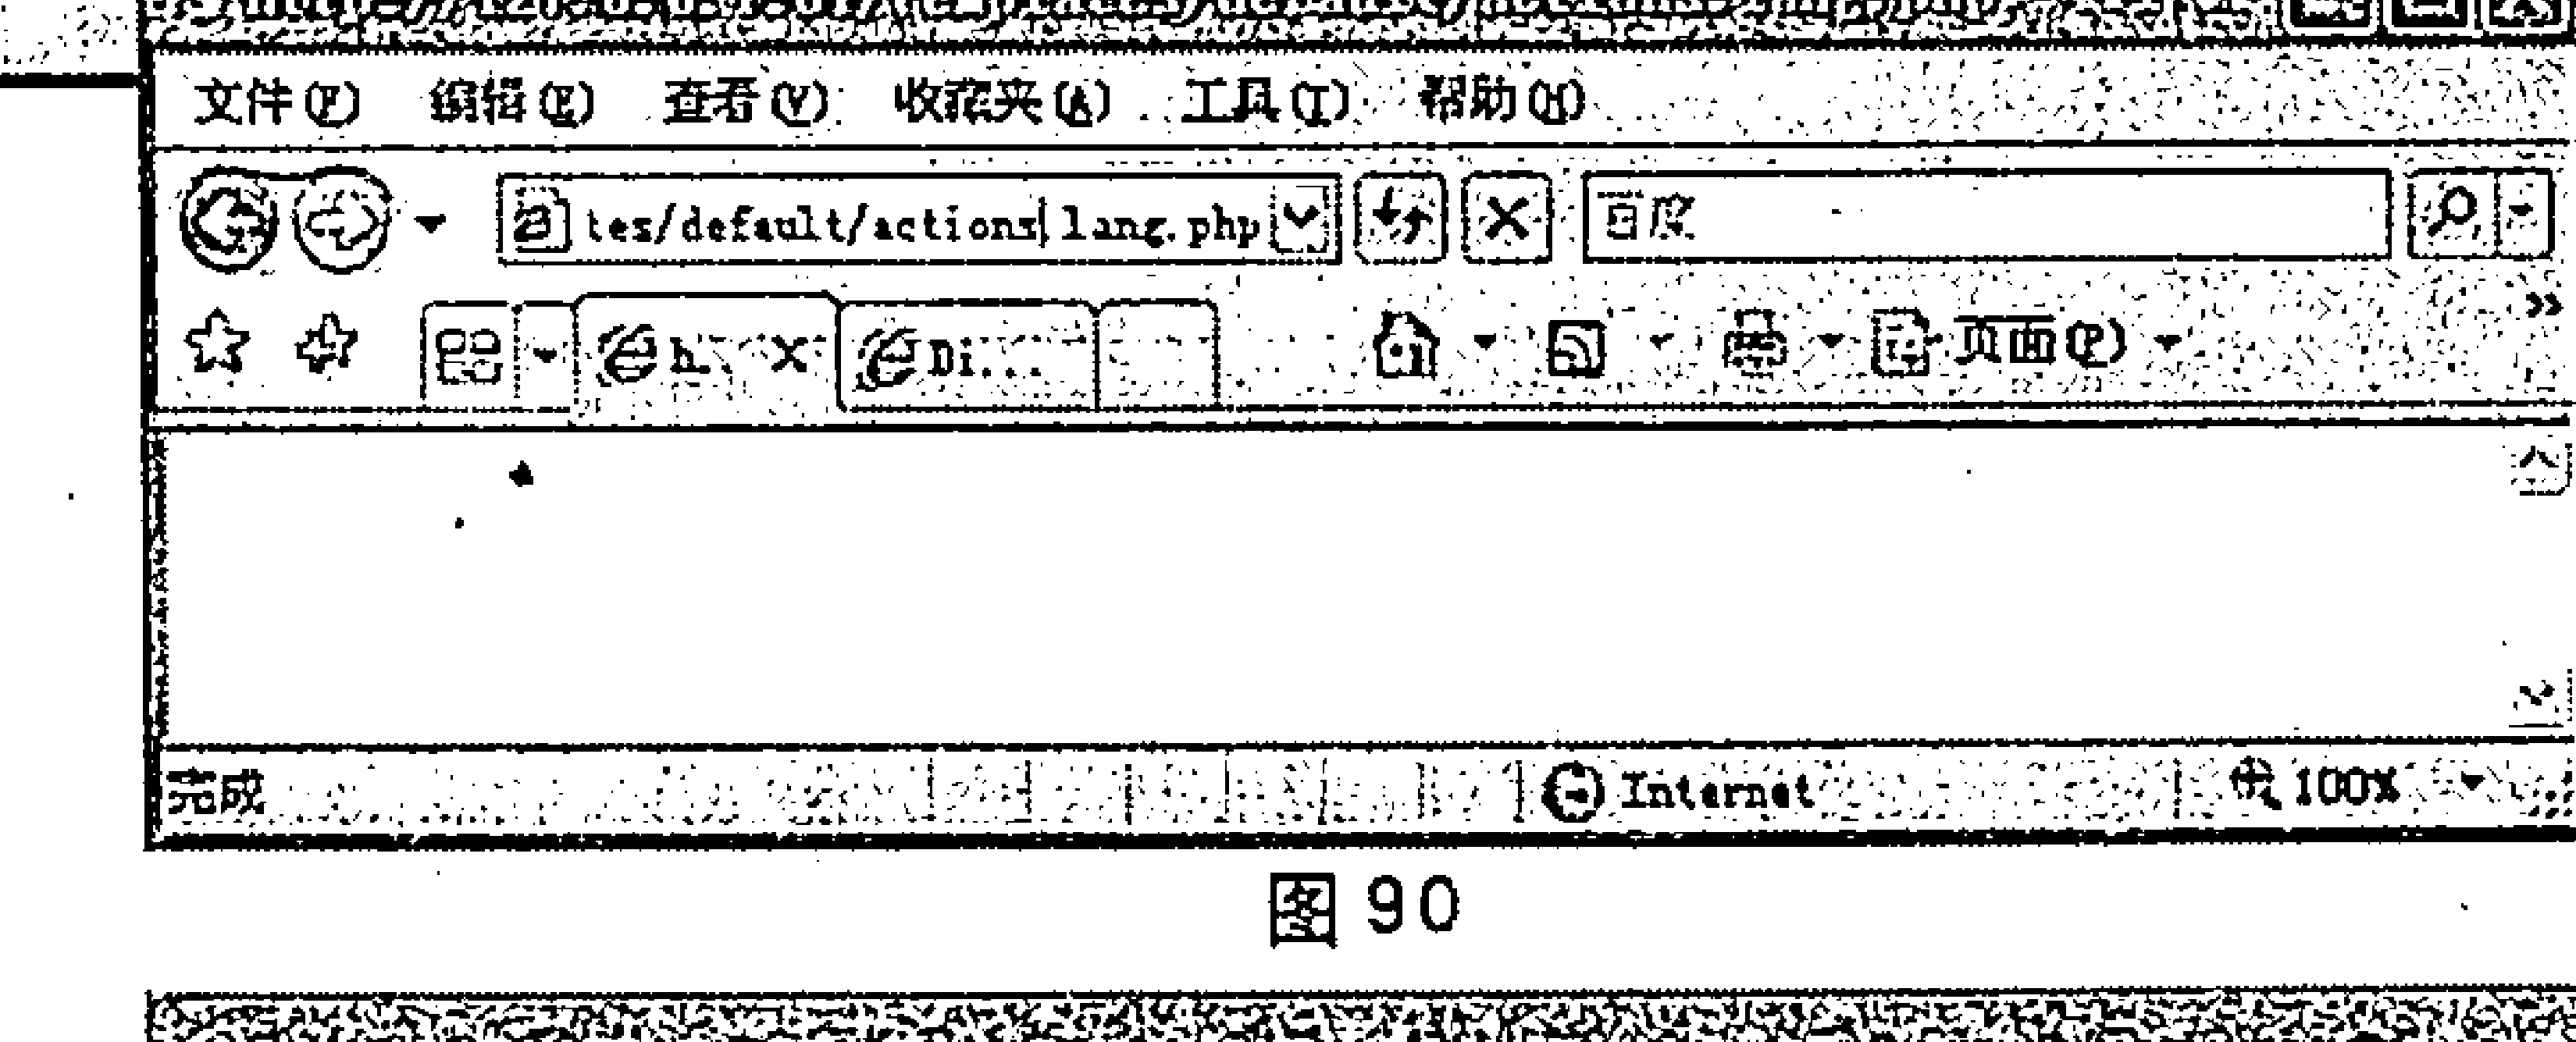 文件(F) 编辑(E) 查看(V) 收藏夹(A) 工具(T) 帮助(H)
tes/default/actions lang.php 百度
h. Di... 页面(P)
完成 Internet 100%
图 90